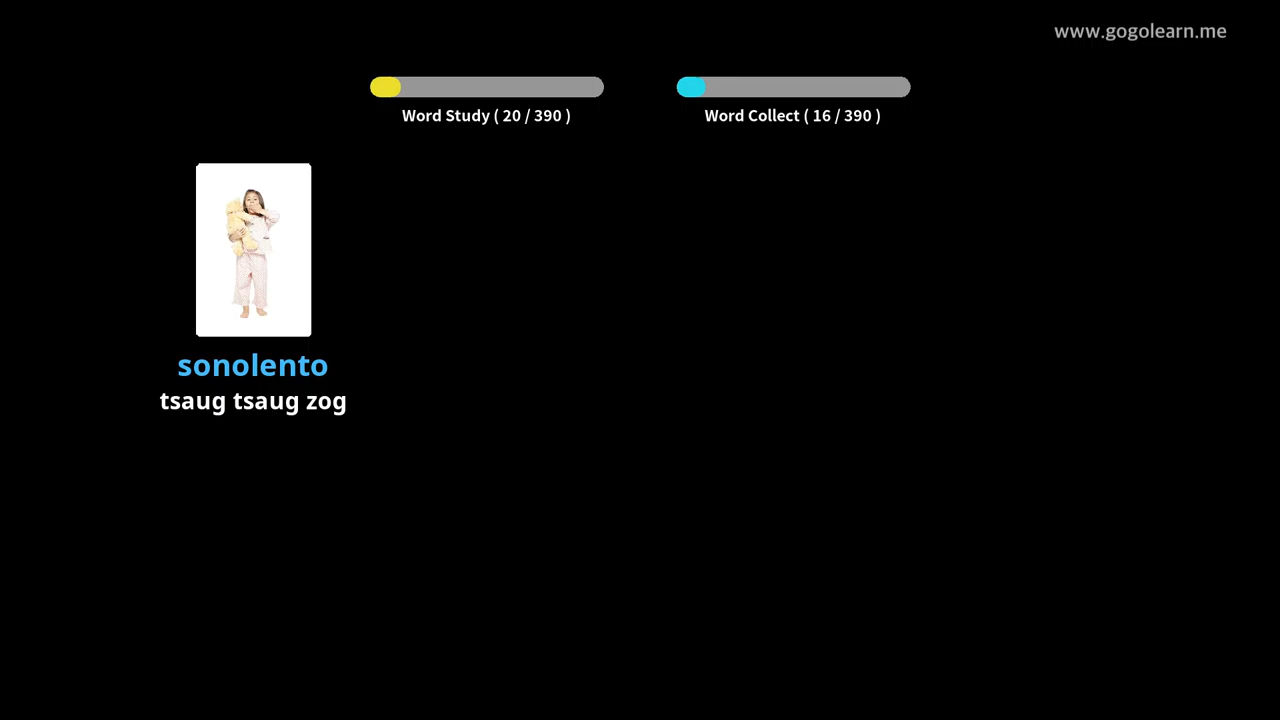 www.gogolearn.me
Word Study ( 20 / 390 )
Word Collect ( 16 / 390 )
sonolento
tsaug tsaug zog